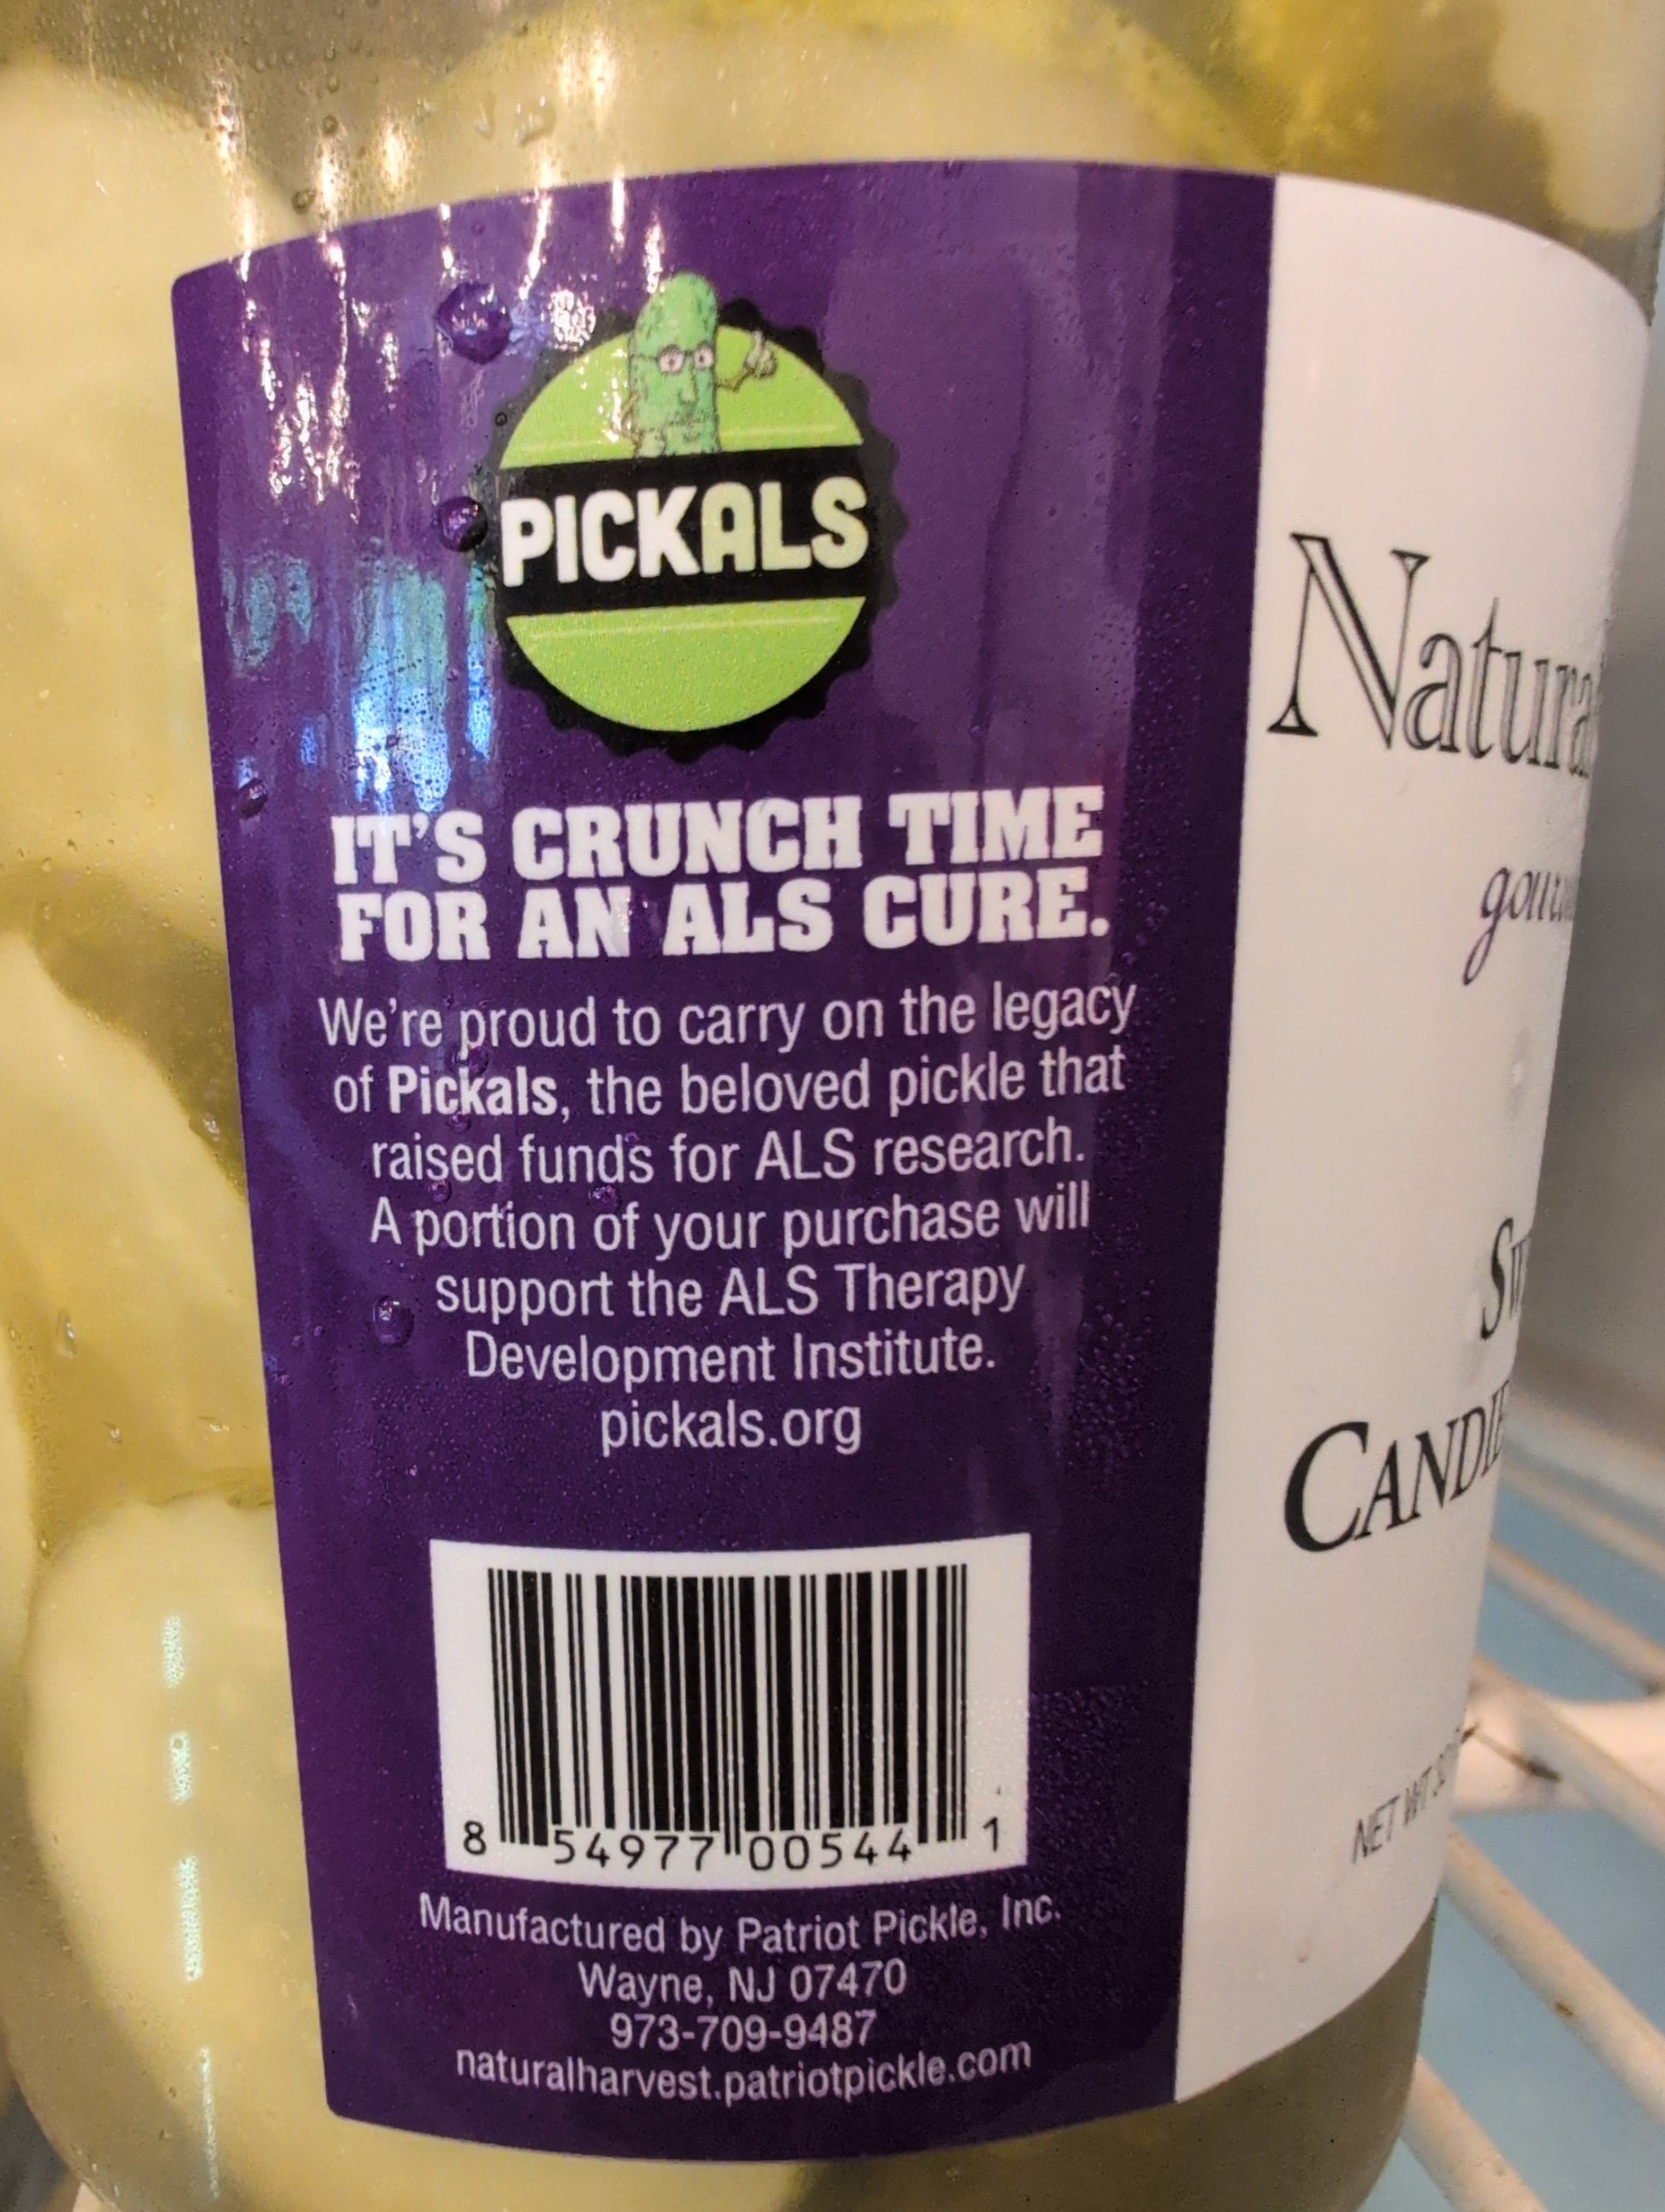 PICKALS
IT'S CRUNCH TIME
FOR AN ALS CURE.
We're proud to carry on the legacy
of Pickals, the beloved pickle that
raised funds for ALS research.
A portion of your purchase will
support the ALS Therapy
Development Institute.
pickals.org
8 54977 00544 1
Manufactured by Patriot Pickle, Inc.
Wayne, NJ 07470
973-709-9487
naturalharvest.patriotpickle.com
Natura
NET WT